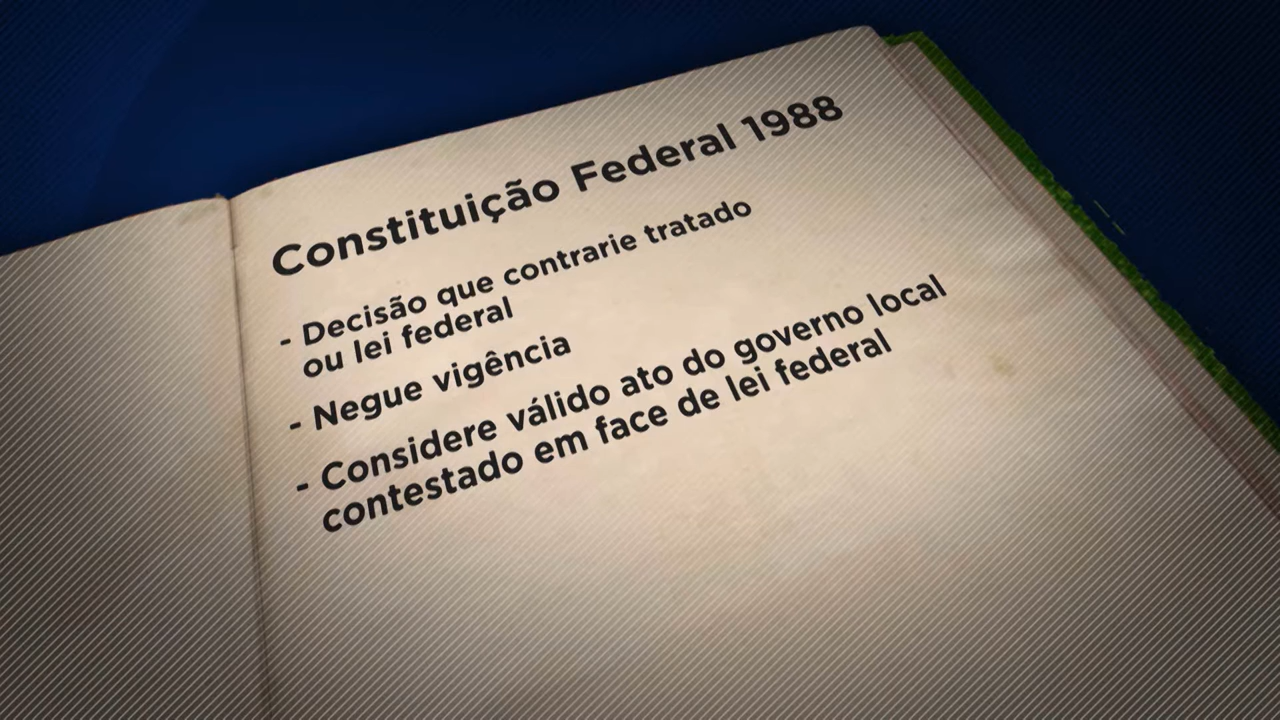 Constituição Federal 1988
- Decisão que contrarie tratado
ou lei federal
- Negue vigência
- Considere válido ato do governo local
contestado em face de lei federal